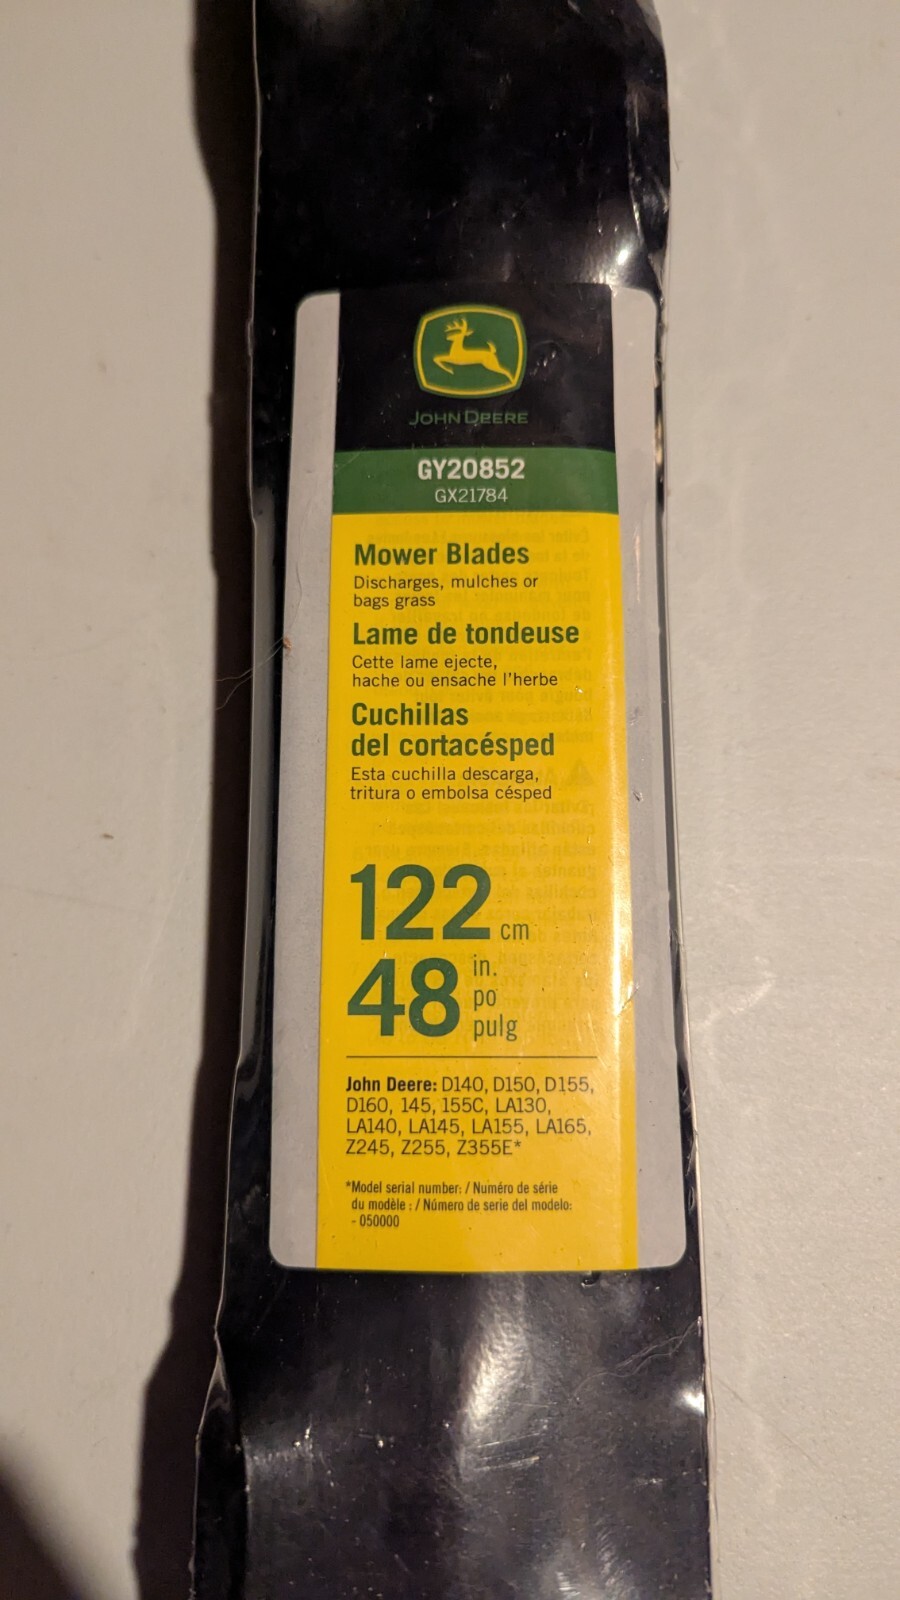 JOHN DEERE
GY20852
GX21784
Mower Blades
Discharges, mulches or
bags grass
Lame de tondeuse
Cette lame ejecte,
hache ou ensache l'herbe
Cuchillas
del cortacésped
Esta cuchilla descarga,
tritura o embolsa césped
122 cm
48 in.
po
pulg
John Deere: D140, D150, D155,
D160, 145, 155C, LA130,
LA140, LA145, LA155, LA165,
Z245, Z255, Z355E*
*Model serial number: / Numéro de série
du modèle : / Número de serie del modelo:
- 050000